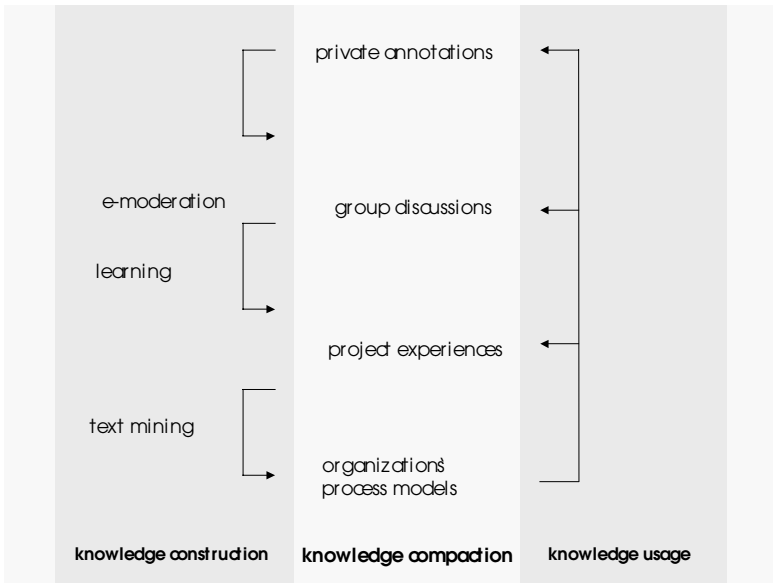 private annotations
e-moderation
group discussions
learning
project experiences
text mining
organizations`
process models
knowledge construction
knowledge compaction
knowledge usage